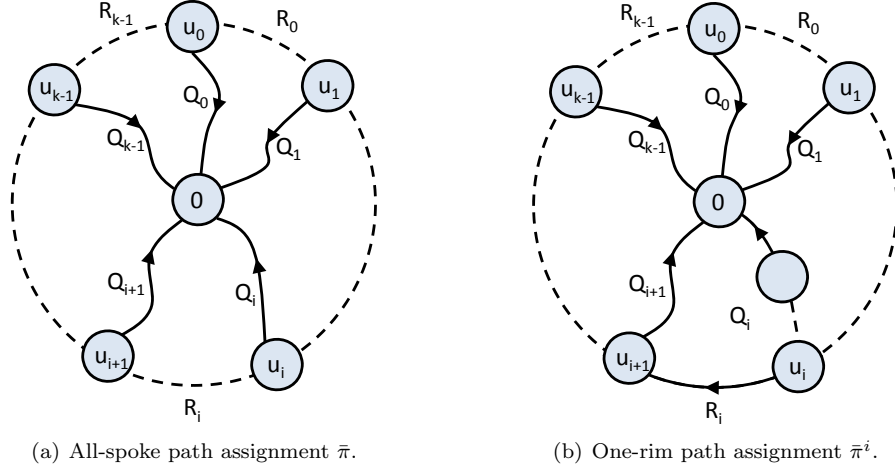 R_{k-1}
u_0
R_0
u_{k-1}
u_1
Q_0
Q_{k-1}
Q_1
0
Q_{i+1}
Q_i
u_{i+1}
u_i
R_i
(a) All-spoke path assignment π̄.
R_{k-1}
u_0
R_0
u_{k-1}
u_1
Q_0
Q_{k-1}
Q_1
0
Q_{i+1}
Q_i
u_{i+1}
u_i
R_i
(b) One-rim path assignment π̄^i.